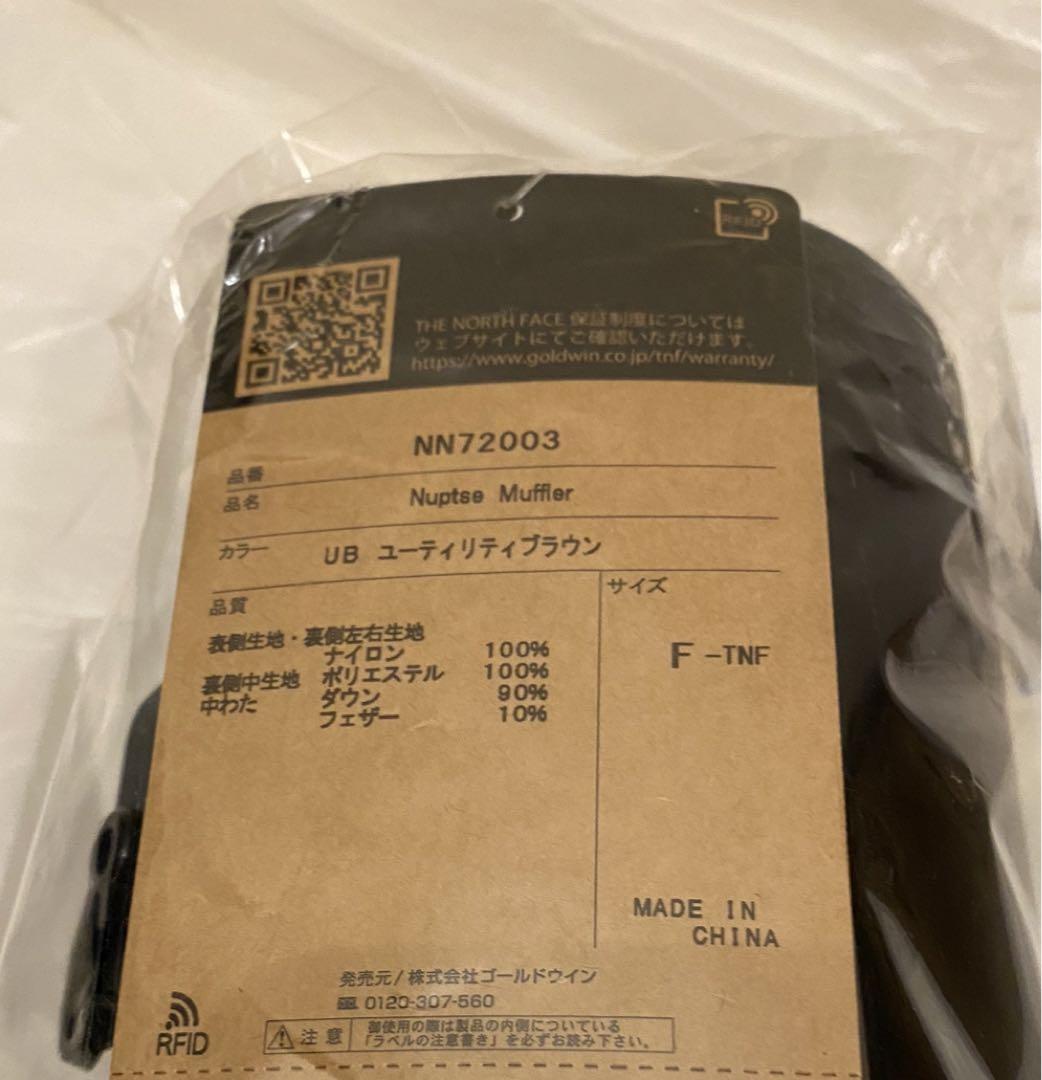 RFID
THE NORTH FACE 保証制度については
ウェブサイトにてご確認いただけます。
https://www.goldwin.co.jp/tnf/warranty/
品番 NN72003
品名 Nuptse Muffler
カラー UB ユーティリティブラウン
品質
サイズ
表側生地・裏側左右生地
ナイロン 100%
裏側中生地 ポリエステル 100%
中わた ダウン 90%
フェザー 10%
F-TNF
MADE IN
CHINA
発売元/株式会社ゴールドウイン
0120-307-560
RFID
注意
御使用の際は製品の内側についている
「ラベルの注意書き」を必ずお読み下さい。